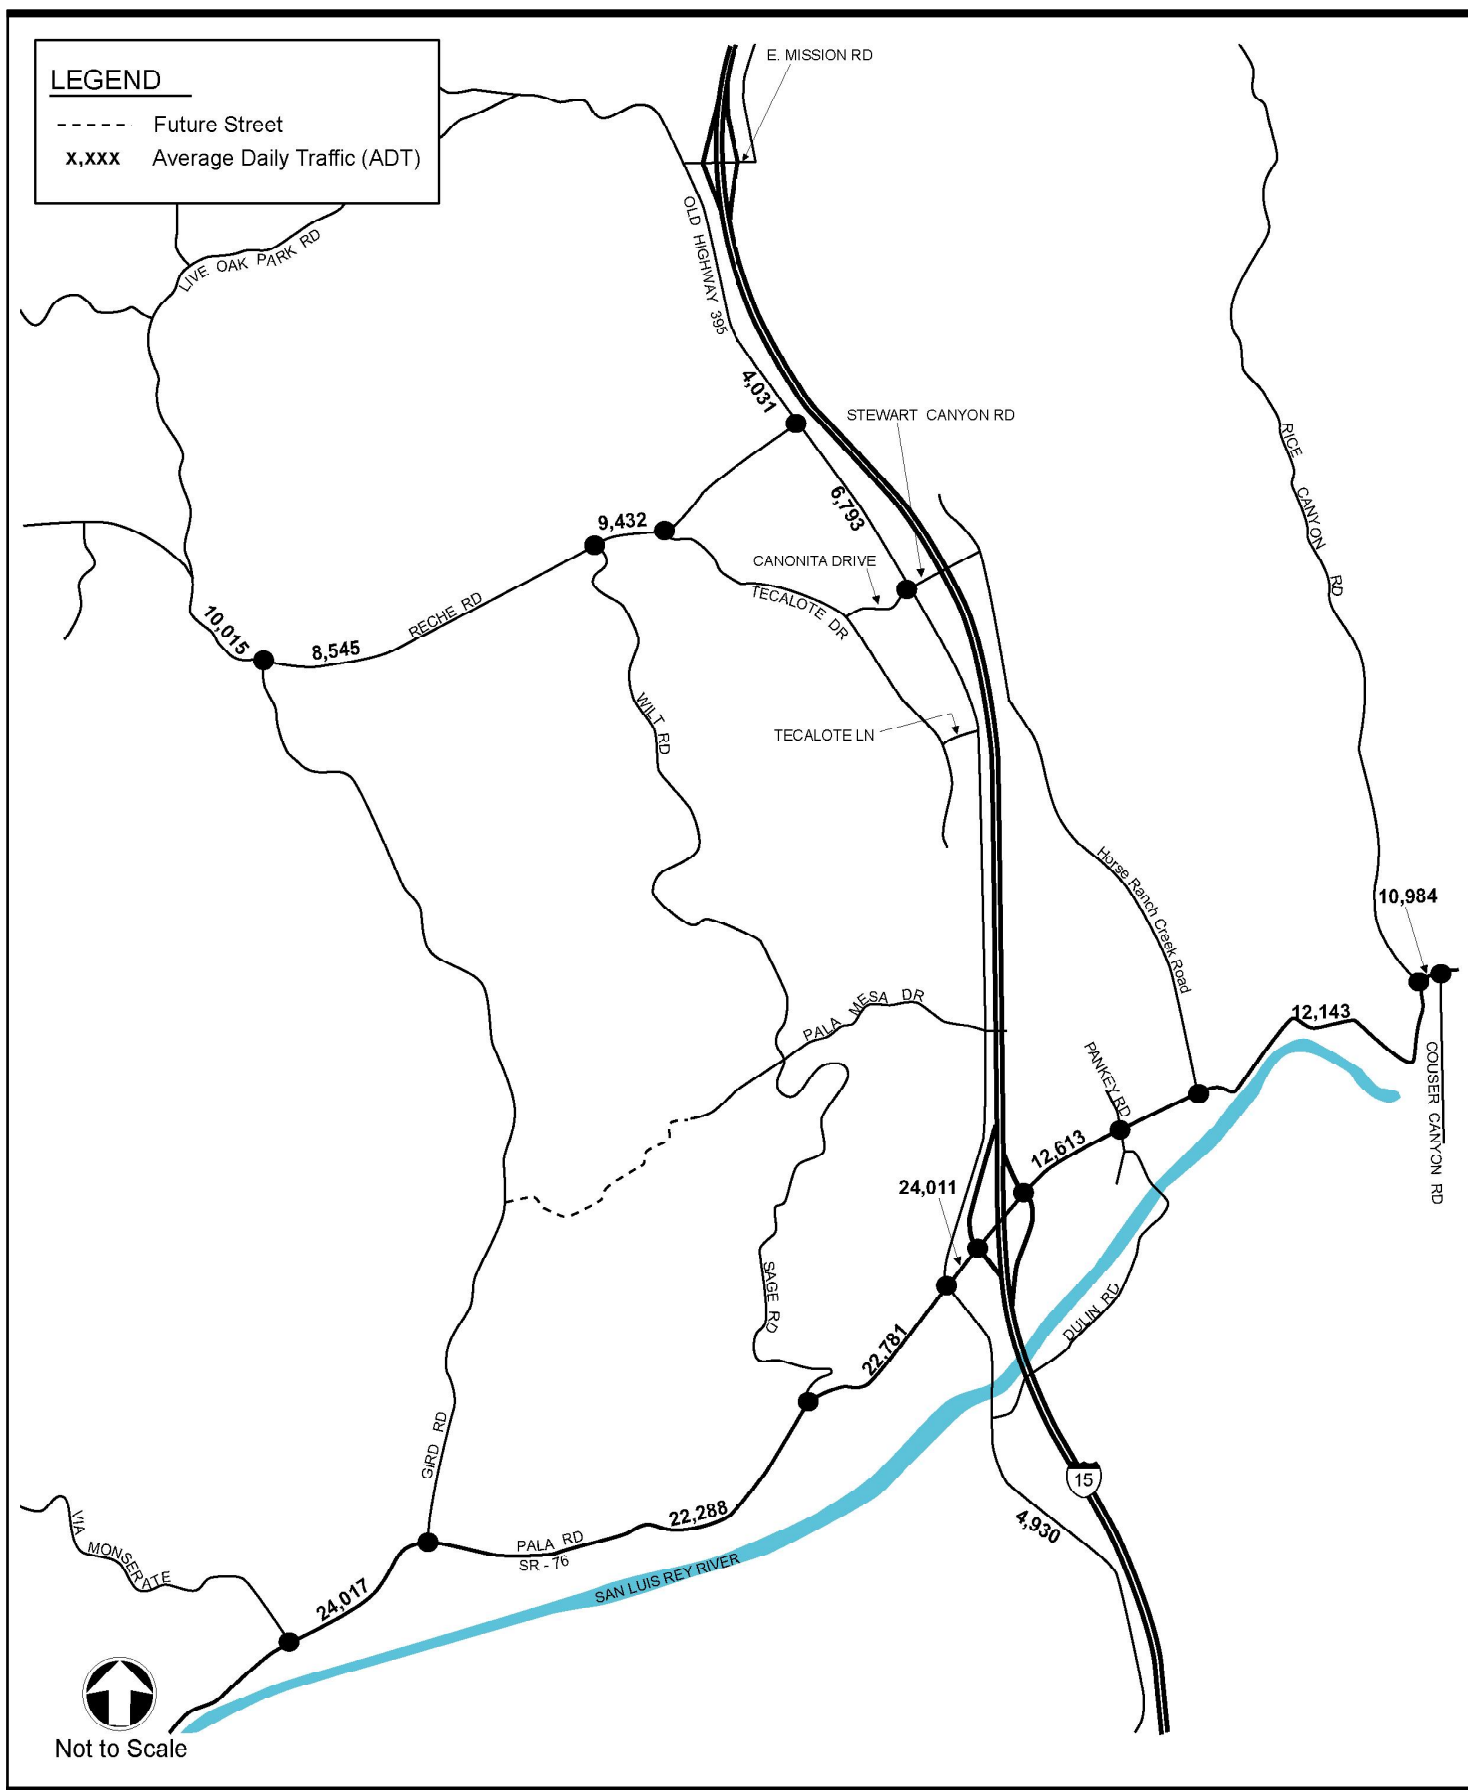 LEGEND
Future Street
x,xxx Average Daily Traffic (ADT)
E. MISSION RD
OLD HIGHWAY 395
LIVE OAK PARK RD
4,031
STEWART CANYON RD
RICE CANYON RD
6,793
9,432
CANONITA DRIVE
TECALOTE DR
10,015
8,545
RECHE RD
WILT RD
TECALOTE LN
Horse Ranch Creek Road
10,984
PALA MESA DR
12,143
PANKEY RD
COUSER CANYON RD
12,613
24,011
SAGE RD
DULIN RD
22,781
GIRD RD
15
22,288
4,930
PALA RD
SR - 76
VIA MONSERATE
SAN LUIS REY RIVER
24,017
Not to Scale